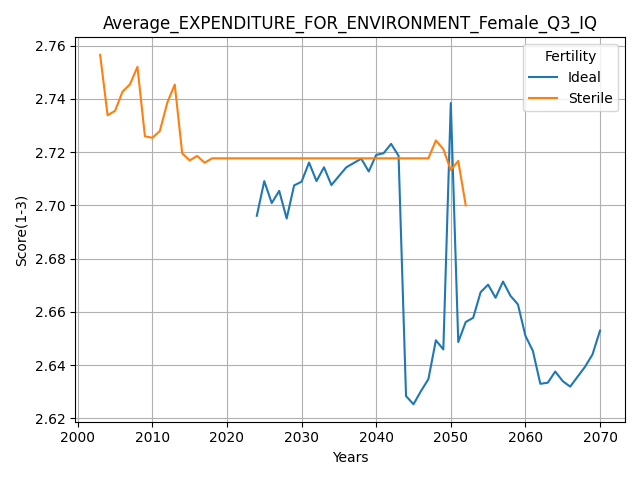 Average_EXPENDITURE_FOR_ENVIRONMENT_Female_Q3_IQ
2.76
2.74
2.72
2.70
2.68
2.66
2.64
2.62
Score(1-3)
Fertility
Ideal
Sterile
2000 2010 2020 2030 2040 2050 2060 2070
Years